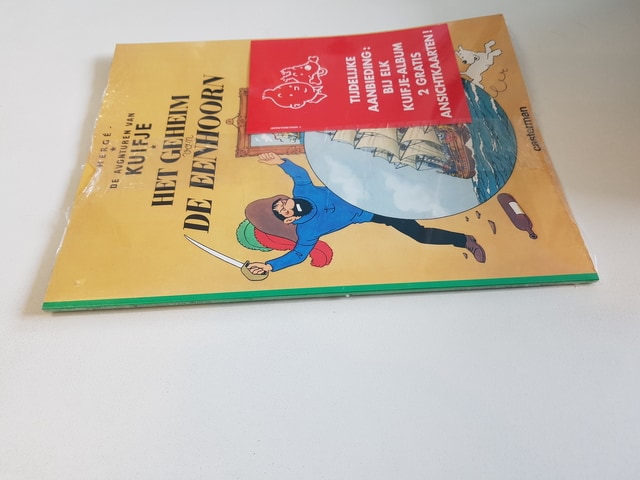 HERGÉ
DE AVONTUREN VAN
KUIFJE
HET GEHEIM
van
DE EENHOORN
TIJDELIJKE
AANBIEDING:
BIJ ELK
KUIFJE-ALBUM
2 GRATIS
ANSICHTKAARTEN!
casterman